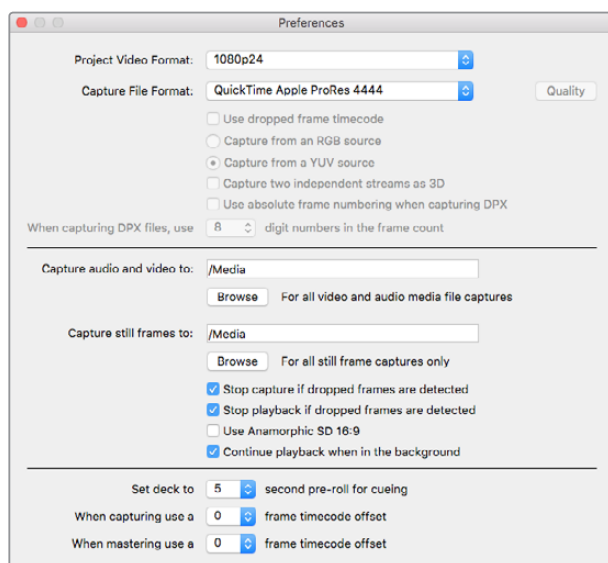 Preferences
Project Video Format: 1080p24
Capture File Format: QuickTime Apple ProRes 4444 Quality
Use dropped frame timecode
Capture from an RGB source
Capture from a YUV source
Capture two independent streams as 3D
Use absolute frame numbering when capturing DPX
When capturing DPX files, use 8 digit numbers in the frame count
Capture audio and video to: /Media
Browse For all video and audio media file captures
Capture still frames to: /Media
Browse For all still frame captures only
Stop capture if dropped frames are detected
Stop playback if dropped frames are detected
Use Anamorphic SD 16:9
Continue playback when in the background
Set deck to 5 second pre-roll for cueing
When capturing use a 0 frame timecode offset
When mastering use a 0 frame timecode offset